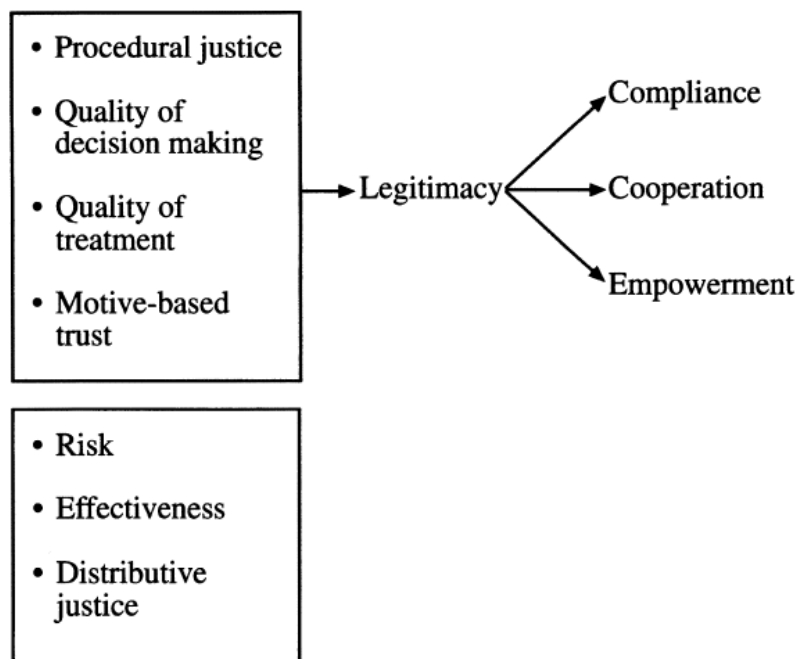 • Procedural justice
• Quality of
decision making
• Quality of
treatment
• Motive-based
trust
Legitimacy
Compliance
Cooperation
Empowerment
• Risk
• Effectiveness
• Distributive
justice